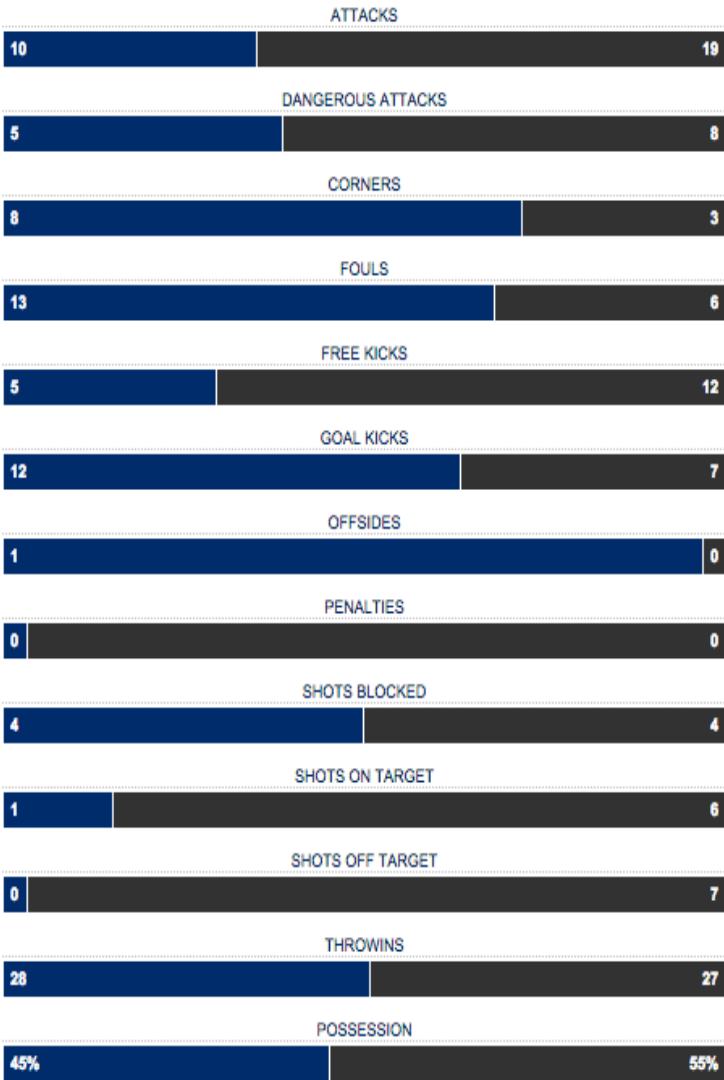 ATTACKS
10 19
DANGEROUS ATTACKS
5 8
CORNERS
8 3
FOULS
13 6
FREE KICKS
5 12
GOAL KICKS
12 7
OFFSIDES
1 0
PENALTIES
0 0
SHOTS BLOCKED
4 4
SHOTS ON TARGET
1 6
SHOTS OFF TARGET
0 7
THROWINS
28 27
POSSESSION
45% 55%